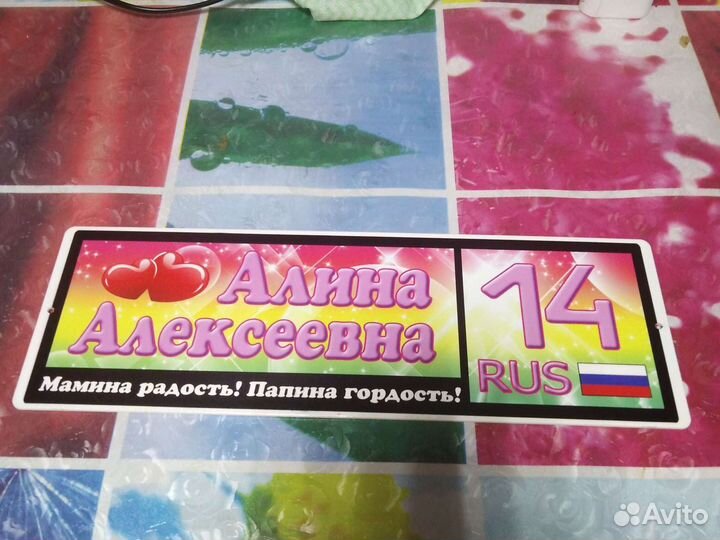 Алина
Алексеевна
Мамина радость! Папина гордость!
14
RUS
Avito